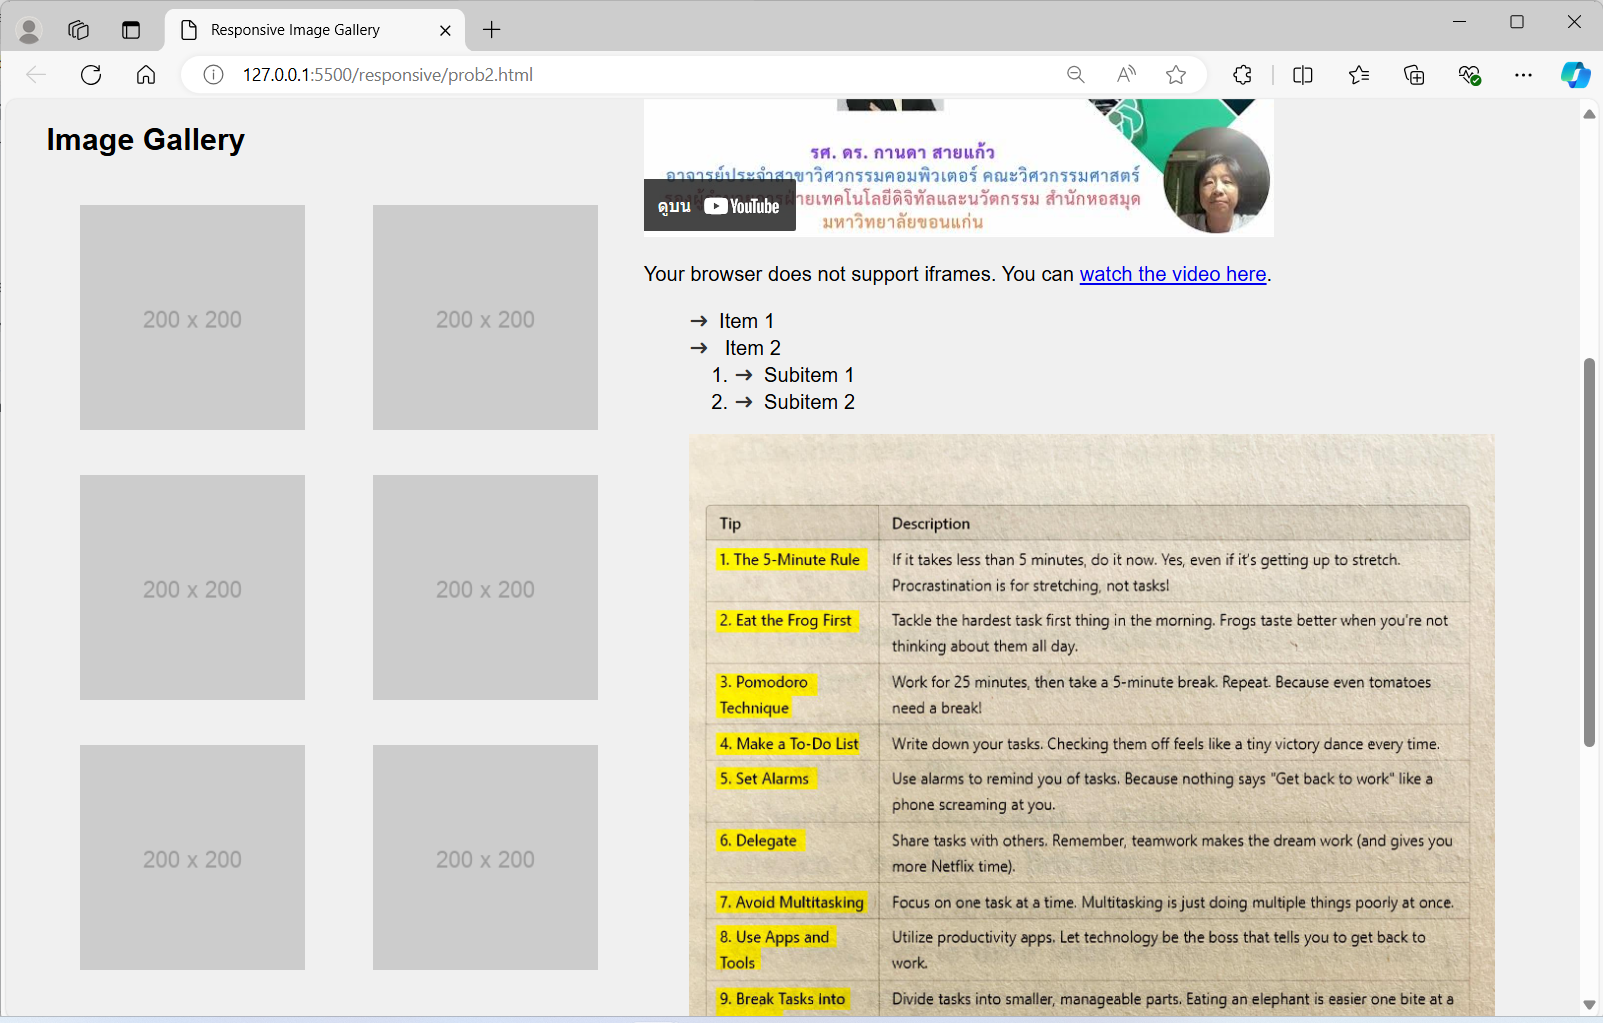 Responsive Image Gallery
127.0.0.1:5500/responsive/prob2.html
Image Gallery
200 x 200
200 x 200
200 x 200
200 x 200
200 x 200
200 x 200
รศ. ดร. กานดา สายแก้ว
อาจารย์ประจำสาขาวิศวกรรมคอมพิวเตอร์ คณะวิศวกรรมศาสตร์
ฝ่ายเทคโนโลยีดิจิทัลและนวัตกรรม สำนักหอสมุด
มหาวิทยาลัยขอนแก่น
ดูบน YouTube
Your browser does not support iframes. You can watch the video here.
→ Item 1
→ Item 2
1. → Subitem 1
2. → Subitem 2
Tip Description
1. The 5-Minute Rule If it takes less than 5 minutes, do it now. Yes, even if it's getting up to stretch.
Procrastination is for stretching, not tasks!
2. Eat the Frog First Tackle the hardest task first thing in the morning. Frogs taste better when you're not
thinking about them all day.
3. Pomodoro Work for 25 minutes, then take a 5-minute break. Repeat. Because even tomatoes
Technique need a break!
4. Make a To-Do List Write down your tasks. Checking them off feels like a tiny victory dance every time.
5. Set Alarms Use alarms to remind you of tasks. Because nothing says "Get back to work" like a
phone screaming at you.
6. Delegate Share tasks with others. Remember, teamwork makes the dream work (and gives you
more Netflix time).
7. Avoid Multitasking Focus on one task at a time. Multitasking is just doing multiple things poorly at once.
8. Use Apps and Utilize productivity apps. Let technology be the boss that tells you to get back to
Tools work.
9. Break Tasks into Divide tasks into smaller, manageable parts. Eating an elephant is easier one bite at a